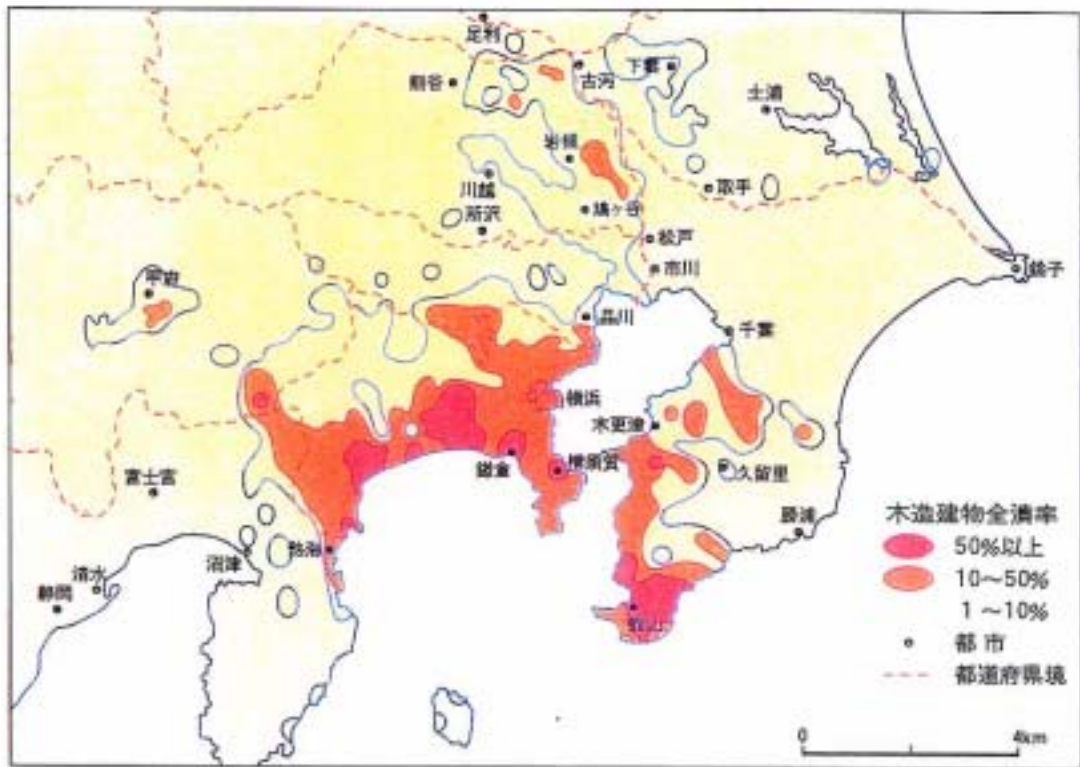 足利
古河
下館
熊谷
土浦
岩槻
川越
取手
鳩ヶ谷
所沢
松戸
市川
銚子
甲府
品川
千葉
横浜
木更津
鎌倉
横須賀
久留里
富士宮
勝浦
熱海
沼津
清水
静岡
館山
木造建物全潰率
50%以上
10～50%
1～10%
都市
都道府県境
0
4km